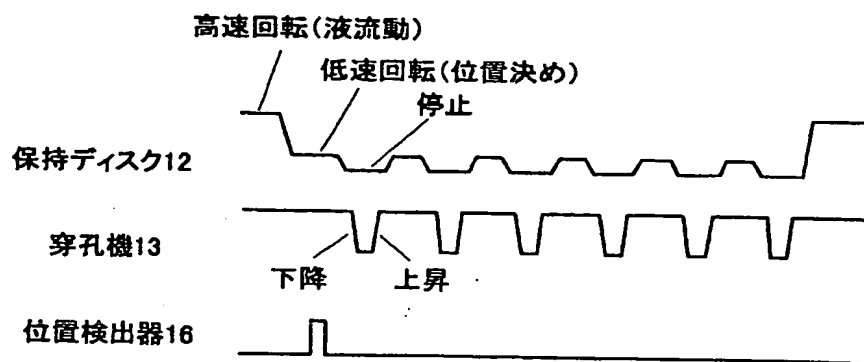 高速回転(液流動)
低速回転(位置決め)
停止
保持ディスク12
穿孔機13
下降
上昇
位置検出器16